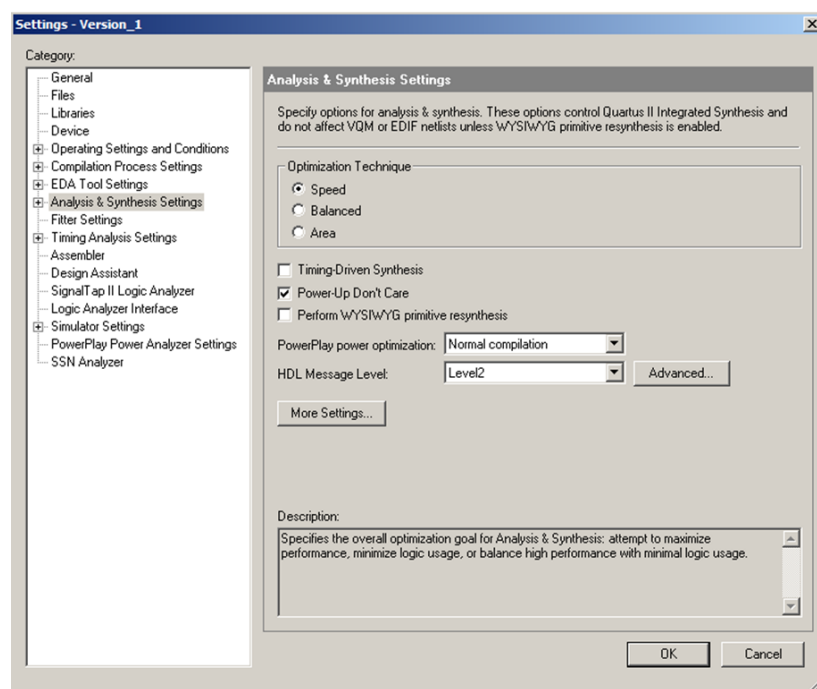 Settings - Version_1
Category:
General
Files
Libraries
Device
Operating Settings and Conditions
Compilation Process Settings
EDA Tool Settings
Analysis & Synthesis Settings
Fitter Settings
Timing Analysis Settings
Assembler
Design Assistant
SignalTap II Logic Analyzer
Logic Analyzer Interface
Simulator Settings
PowerPlay Power Analyzer Settings
SSN Analyzer
Analysis & Synthesis Settings
Specify options for analysis & synthesis. These options control Quartus II Integrated Synthesis and
do not affect VQM or EDIF netlists unless WYSIWYG primitive resynthesis is enabled.
Optimization Technique
Speed
Balanced
Area
Timing-Driven Synthesis
Power-Up Don't Care
Perform WYSIWYG primitive resynthesis
PowerPlay power optimization: Normal compilation
HDL Message Level: Level2 Advanced...
More Settings...
Description:
Specifies the overall optimization goal for Analysis & Synthesis: attempt to maximize
performance, minimize logic usage, or balance high performance with minimal logic usage.
OK Cancel